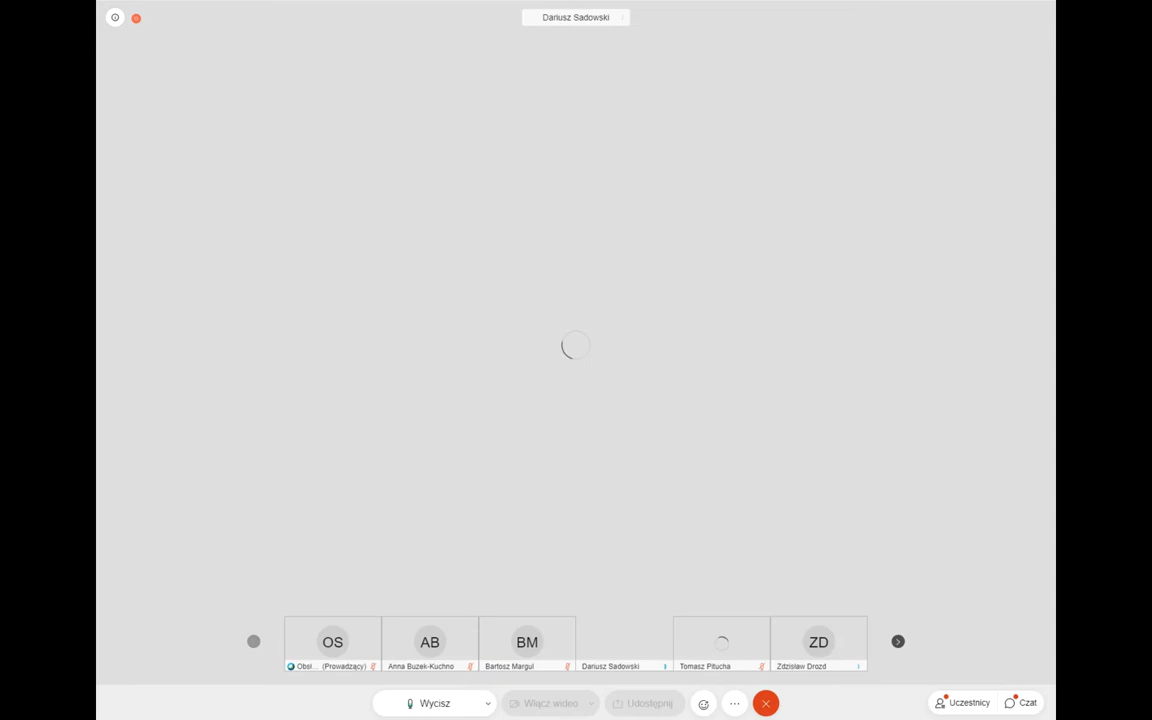 Dariusz Sadowski
OS
AB
BM
ZD
Obsł... (Prowadzący)
Anna Buzek-Kuchno
Bartosz Margul
Dariusz Sadowski
Tomasz Pitucha
Zdzisław Drozd
Wycisz
Włącz wideo
Udostępnij
Uczestnicy
Czat